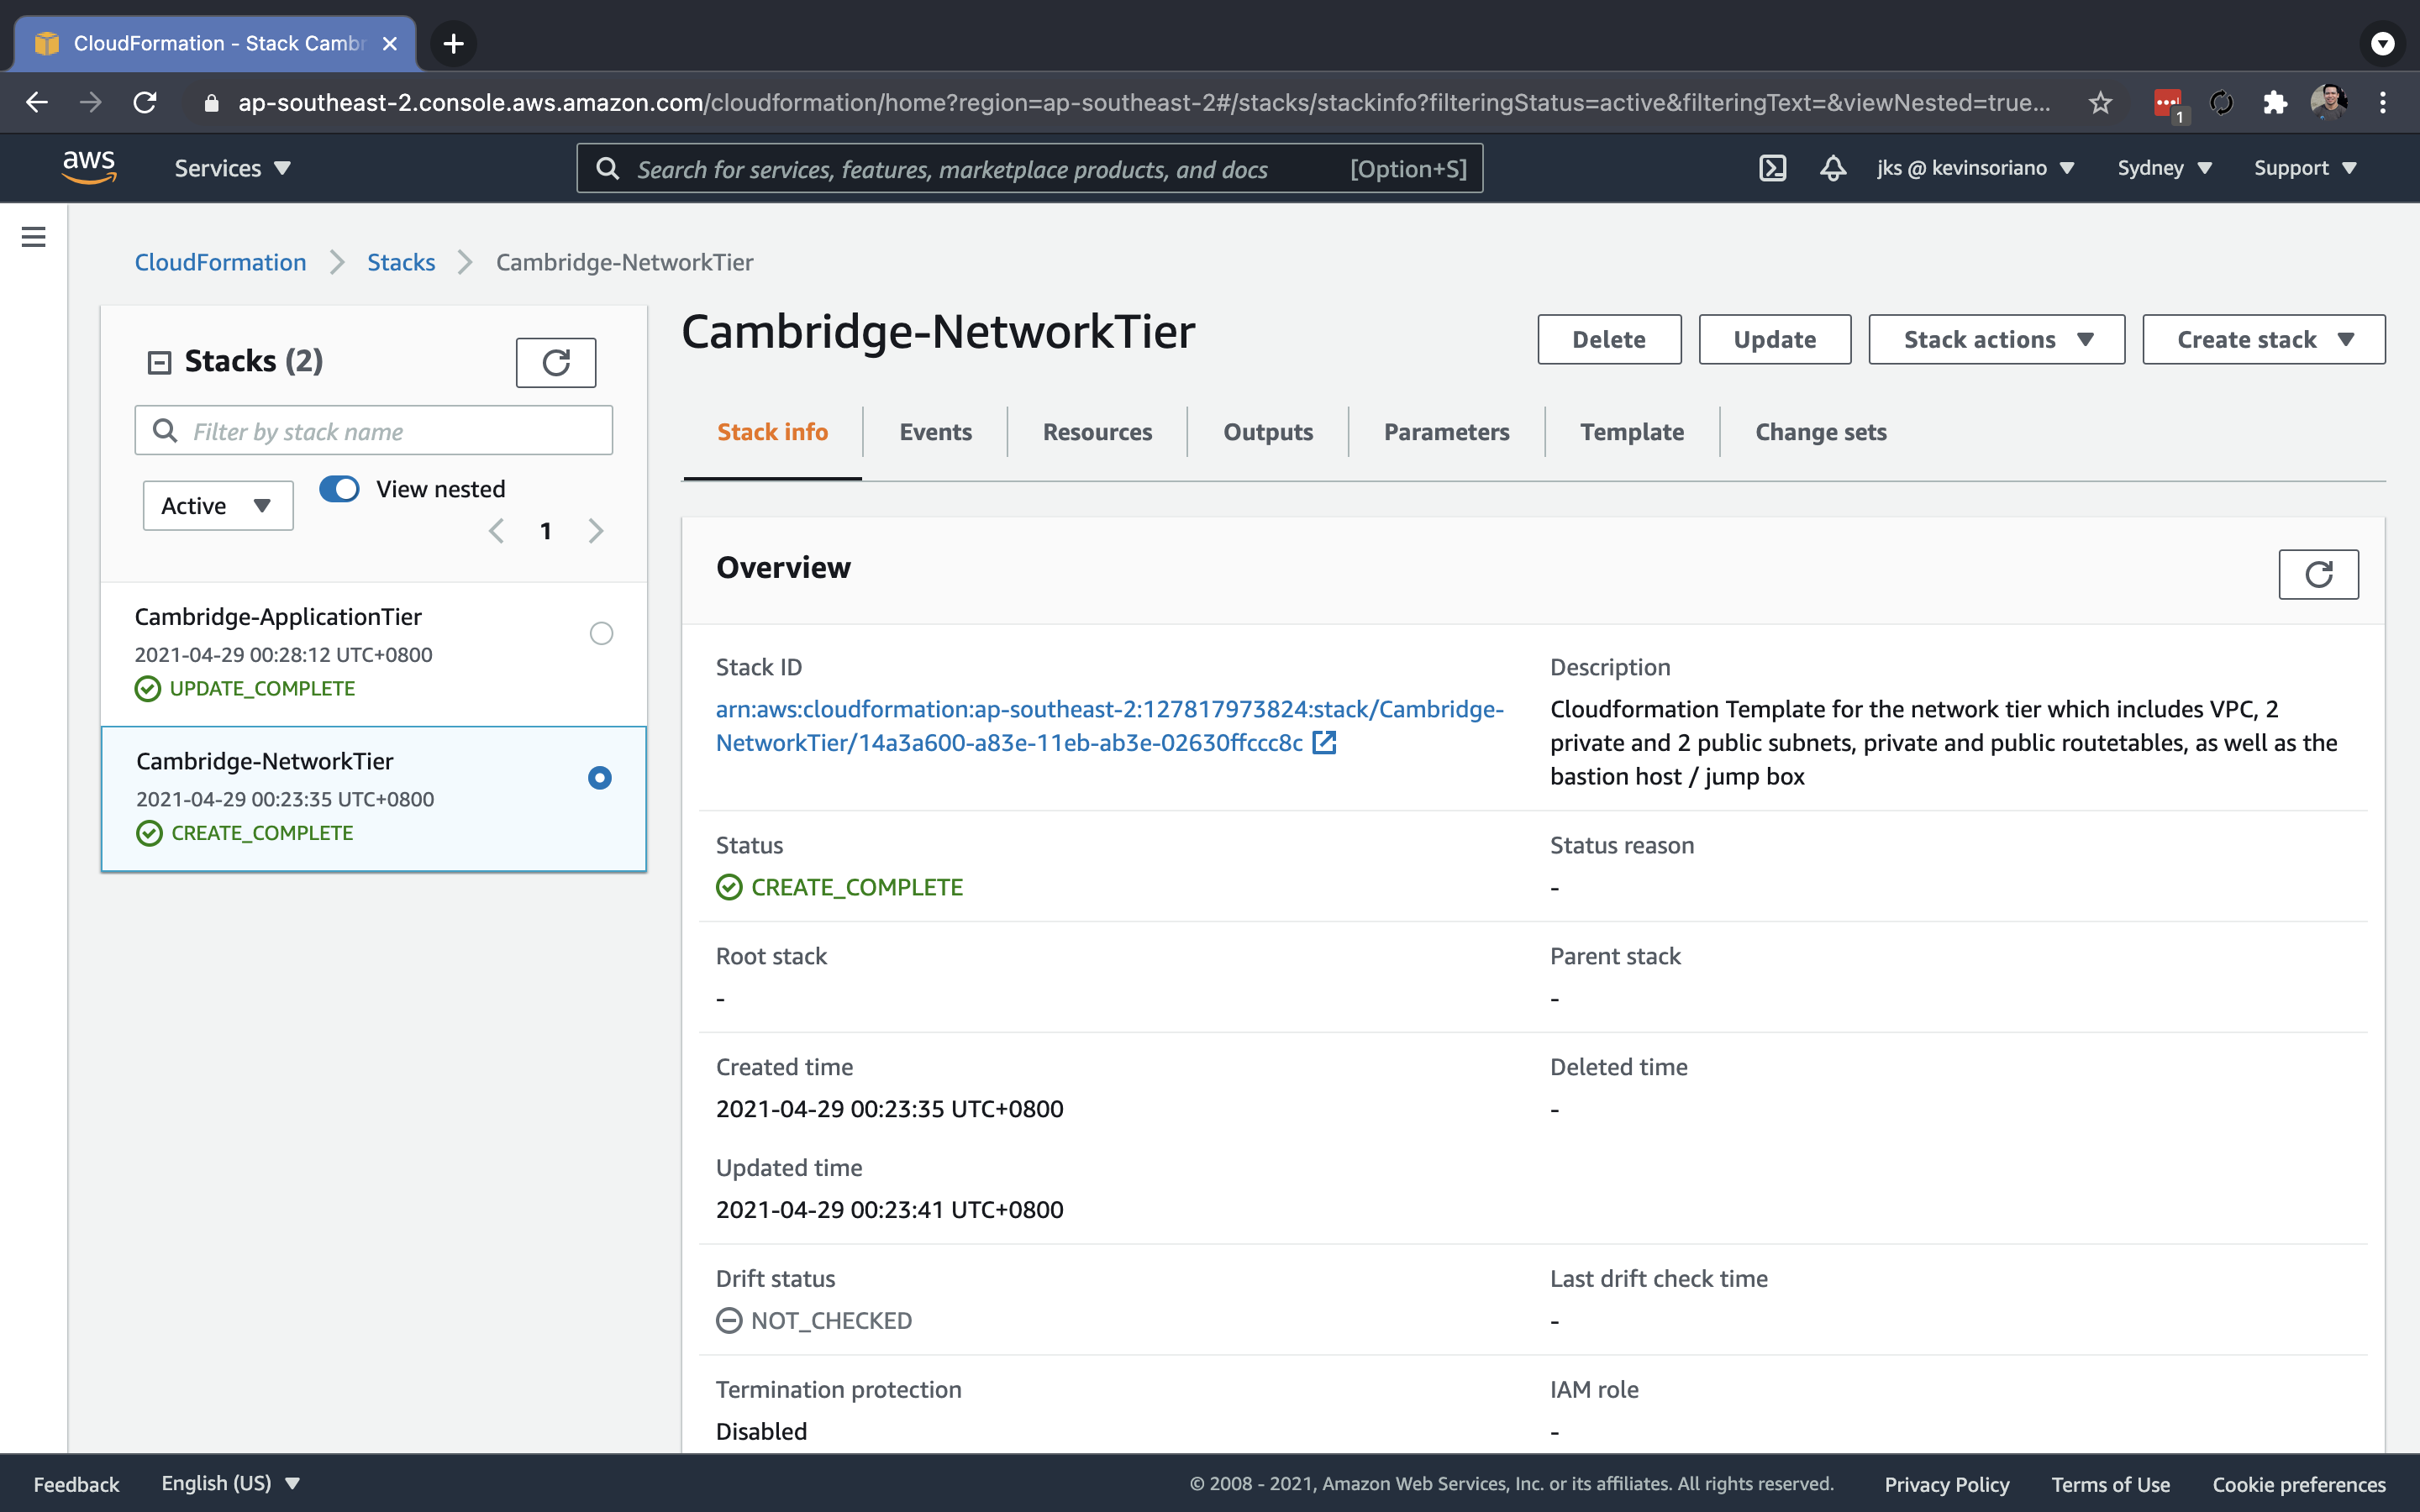 CloudFormation - Stack Cambr
ap-southeast-2.console.aws.amazon.com/cloudformation/home?region=ap-southeast-2#/stacks/stackinfo?filteringStatus=active&filteringText=&viewNested=true...
1
aws
Services
Search for services, features, marketplace products, and docs
[Option+S]
jks @ kevinsoriano
Sydney
Support
CloudFormation
Stacks
Cambridge-NetworkTier
Stacks (2)
Filter by stack name
Active
View nested
1
Cambridge-ApplicationTier
2021-04-29 00:28:12 UTC+0800
UPDATE_COMPLETE
Cambridge-NetworkTier
2021-04-29 00:23:35 UTC+0800
CREATE_COMPLETE
Cambridge-NetworkTier
Delete
Update
Stack actions
Create stack
Stack info
Events
Resources
Outputs
Parameters
Template
Change sets
Overview
Stack ID
arn:aws:cloudformation:ap-southeast-2:127817973824:stack/Cambridge-
NetworkTier/14a3a600-a83e-11eb-ab3e-02630ffccc8c
Description
Cloudformation Template for the network tier which includes VPC, 2
private and 2 public subnets, private and public routetables, as well as the
bastion host / jump box
Status
CREATE_COMPLETE
Status reason
-
Root stack
-
Parent stack
-
Created time
2021-04-29 00:23:35 UTC+0800
Deleted time
-
Updated time
2021-04-29 00:23:41 UTC+0800
Drift status
NOT_CHECKED
Last drift check time
-
Termination protection
Disabled
IAM role
-
Feedback
English (US)
© 2008 - 2021, Amazon Web Services, Inc. or its affiliates. All rights reserved.
Privacy Policy
Terms of Use
Cookie preferences